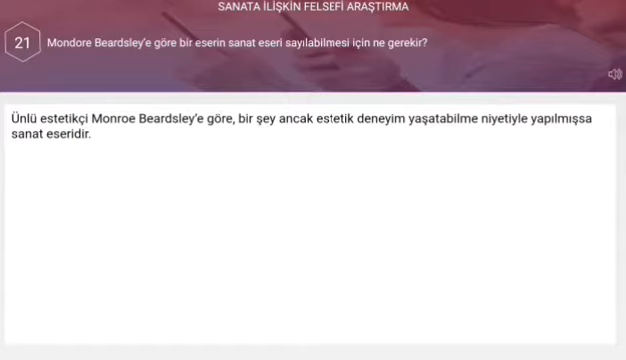 SANATA İLİŞKİN FELSEFİ ARAŞTIRMA
21 Mondore Beardsley'e göre bir eserin sanat eseri sayılabilmesi için ne gerekir?
Ünlü estetikçi Monroe Beardsley'e göre, bir şey ancak estetik deneyim yaşatabilme niyetiyle yapılmışsa
sanat eseridir.